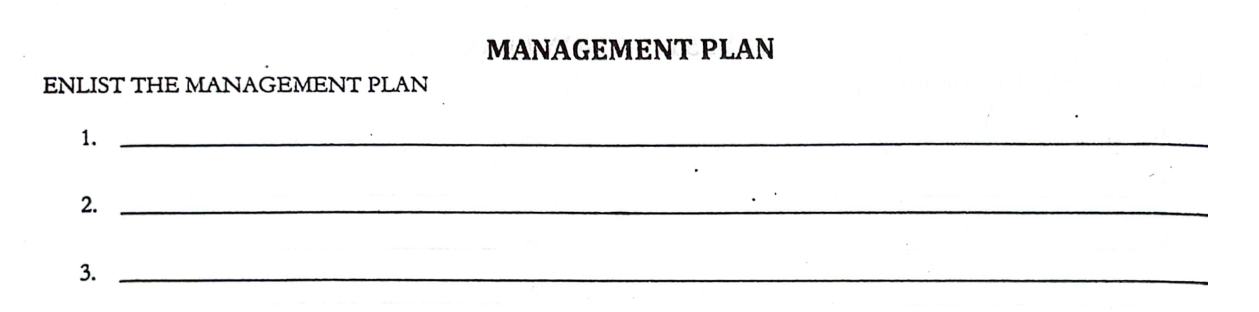 MANAGEMENT PLAN
ENLIST THE MANAGEMENT PLAN
1.
2.
3.